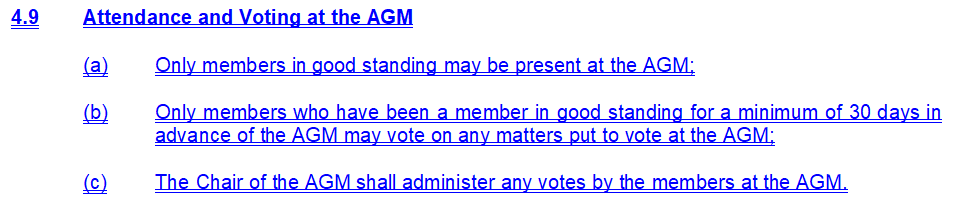 4.9 Attendance and Voting at the AGM
(a) Only members in good standing may be present at the AGM;
(b) Only members who have been a member in good standing for a minimum of 30 days in
advance of the AGM may vote on any matters put to vote at the AGM;
(c) The Chair of the AGM shall administer any votes by the members at the AGM.